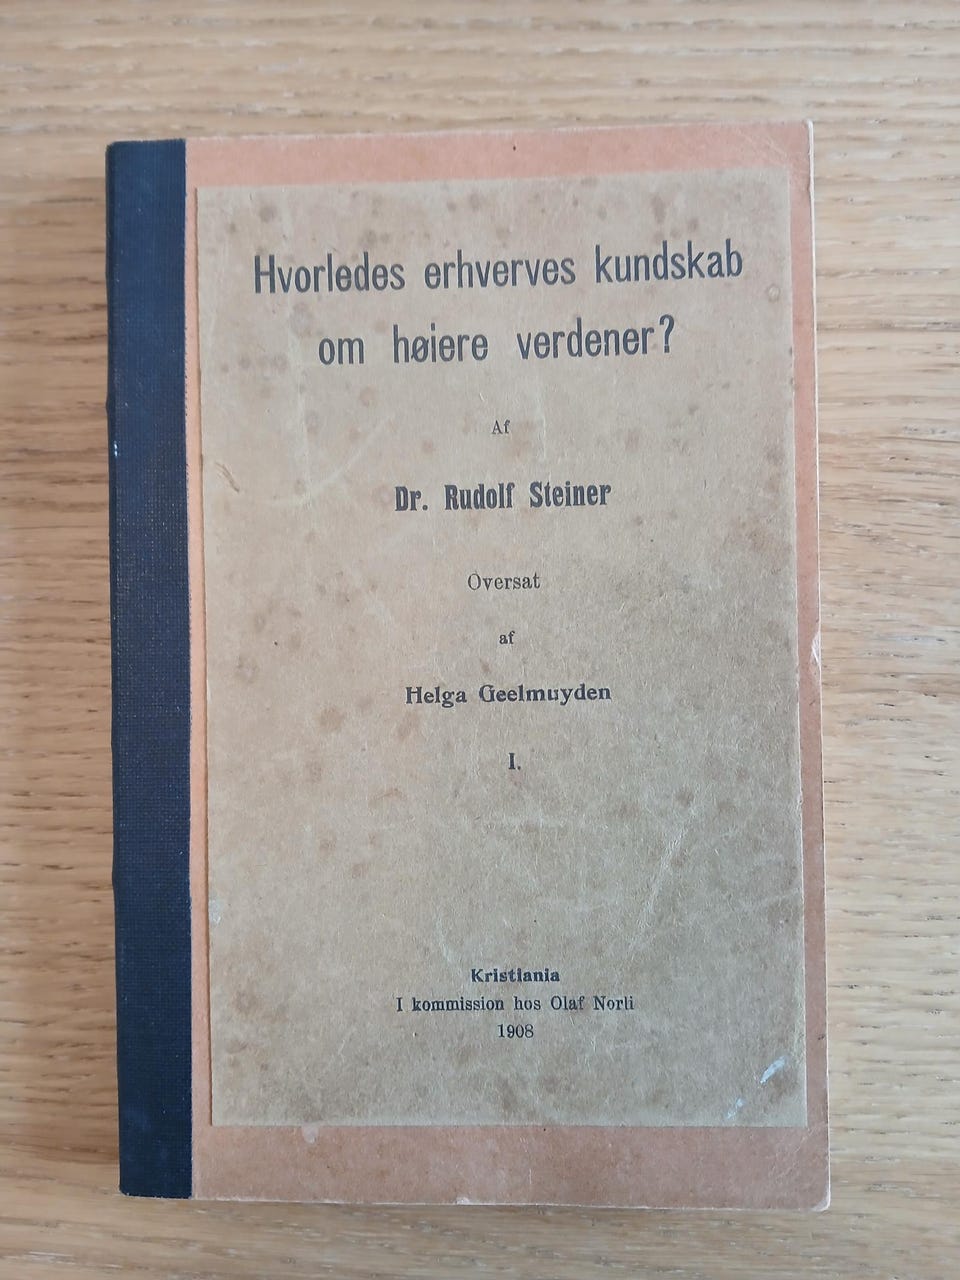 Hvorledes erhverves kundskab
om høiere verdener?
Af
Dr. Rudolf Steiner
Oversat
af
Helga Geelmuyden
I.
Kristiania
I kommission hos Olaf Norli
1908